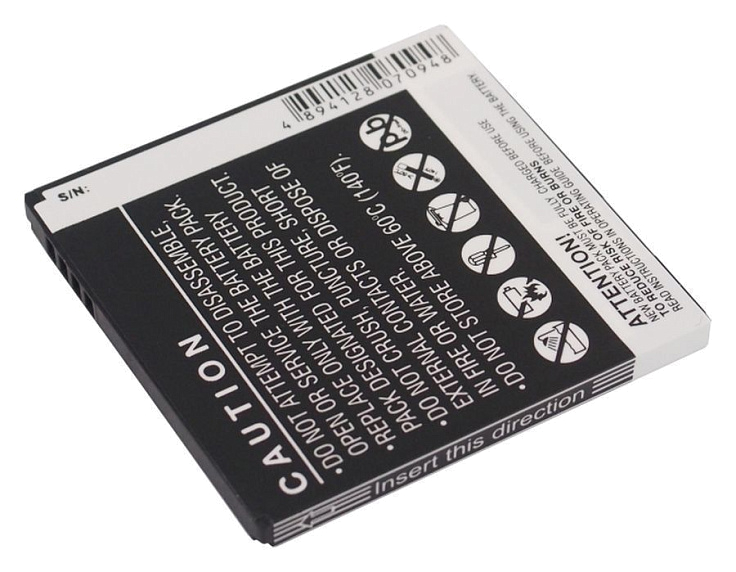 S/N:
4 894128 070948
CAUTION
•DO NOT ATTEMPT TO DISASSEMBLE,
OPEN OR SERVICE THE BATTERY PACK.
•REPLACE ONLY WITH THE BATTERY
PACK DESIGNATED FOR THIS PRODUCT.
•DO NOT CRUSH, PUNCTURE, SHORT
EXTERNAL CONTACTS OR DISPOSE OF
IN FIRE OR WATER.
•DO NOT STORE ABOVE 60°C (140°F).
Pb
ATTENTION!
NEW BATTERY PACK MUST BE FULLY CHARGED BEFORE USE
TO REDUCE RISK OF FIRE OR BURNS
READ INSTRUCTIONS IN OPERATING GUIDE BEFORE USING THE BATTERY
Insert this direction